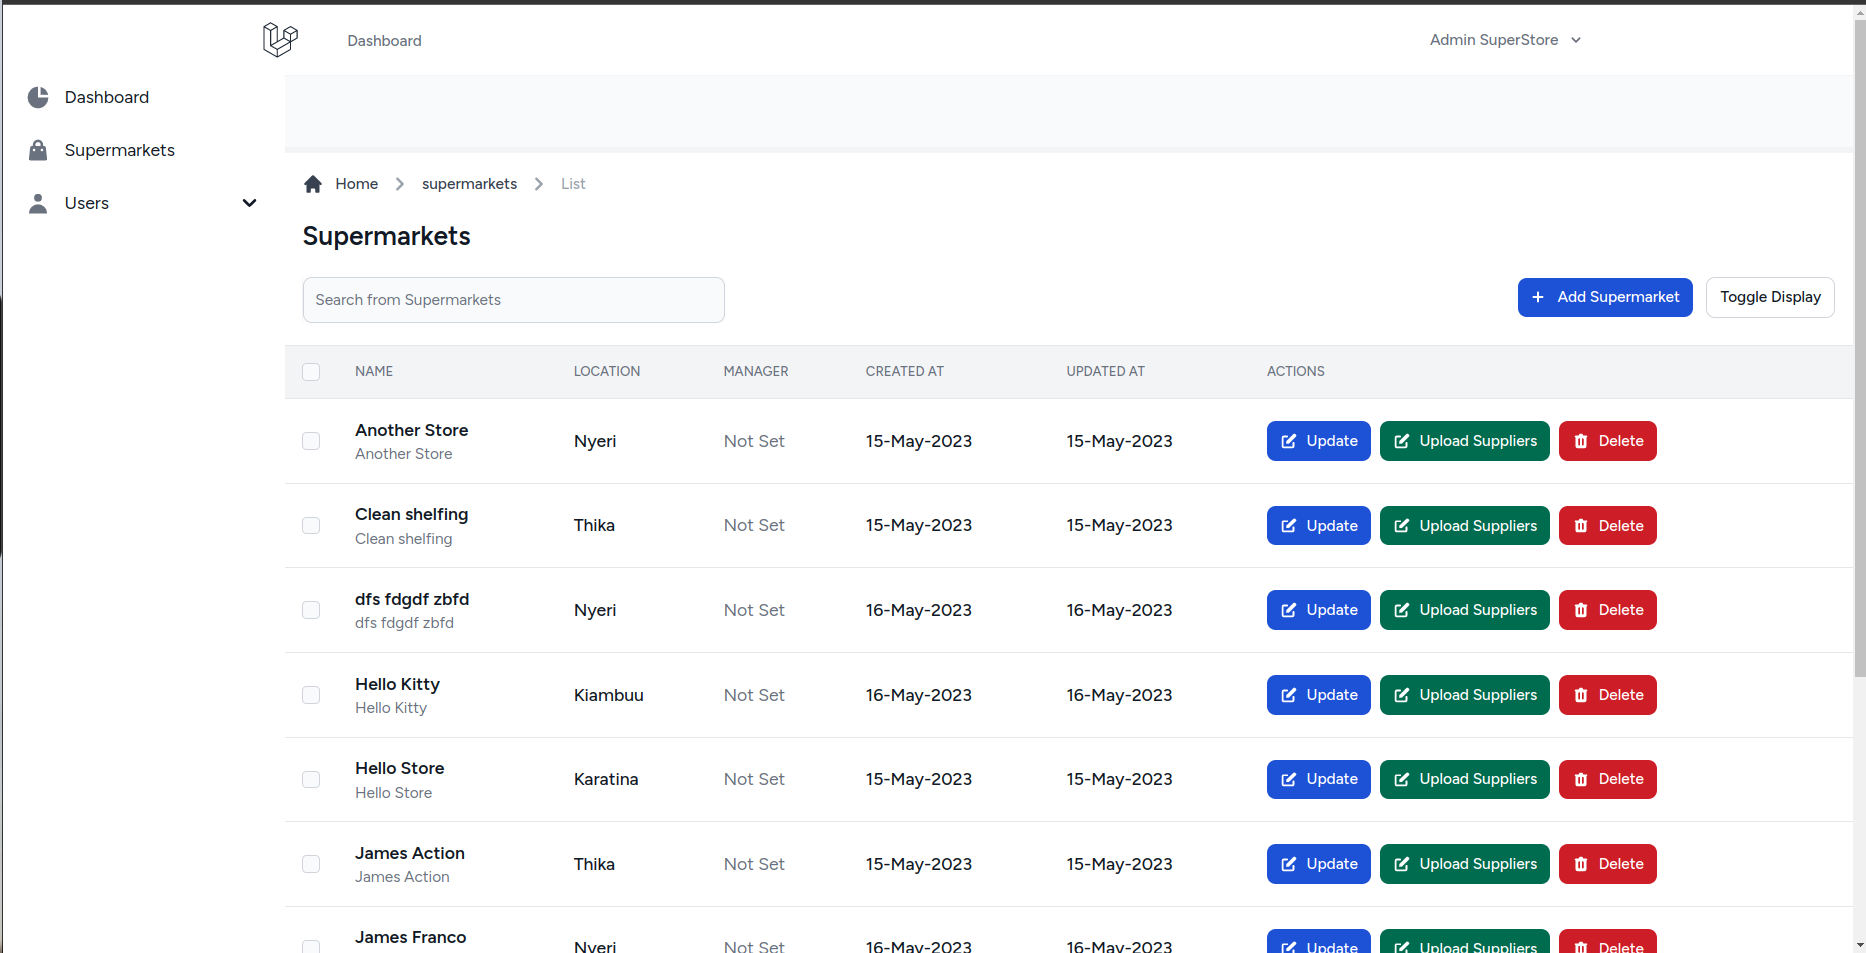 Dashboard
Admin SuperStore
Dashboard
Supermarkets
Users
Home
supermarkets
List
Supermarkets
Search from Supermarkets
Add Supermarket
Toggle Display
NAME LOCATION MANAGER CREATED AT UPDATED AT ACTIONS
Another Store
Another Store
Nyeri Not Set 15-May-2023 15-May-2023 Update Upload Suppliers Delete
Clean shelfing
Clean shelfing
Thika Not Set 15-May-2023 15-May-2023 Update Upload Suppliers Delete
dfs fdgdf zbfd
dfs fdgdf zbfd
Nyeri Not Set 16-May-2023 16-May-2023 Update Upload Suppliers Delete
Hello Kitty
Hello Kitty
Kiambuu Not Set 16-May-2023 16-May-2023 Update Upload Suppliers Delete
Hello Store
Hello Store
Karatina Not Set 15-May-2023 15-May-2023 Update Upload Suppliers Delete
James Action
James Action
Thika Not Set 15-May-2023 15-May-2023 Update Upload Suppliers Delete
James Franco
Nyeri Not Set 16-May-2023 16-May-2023 Update Upload Suppliers Delete